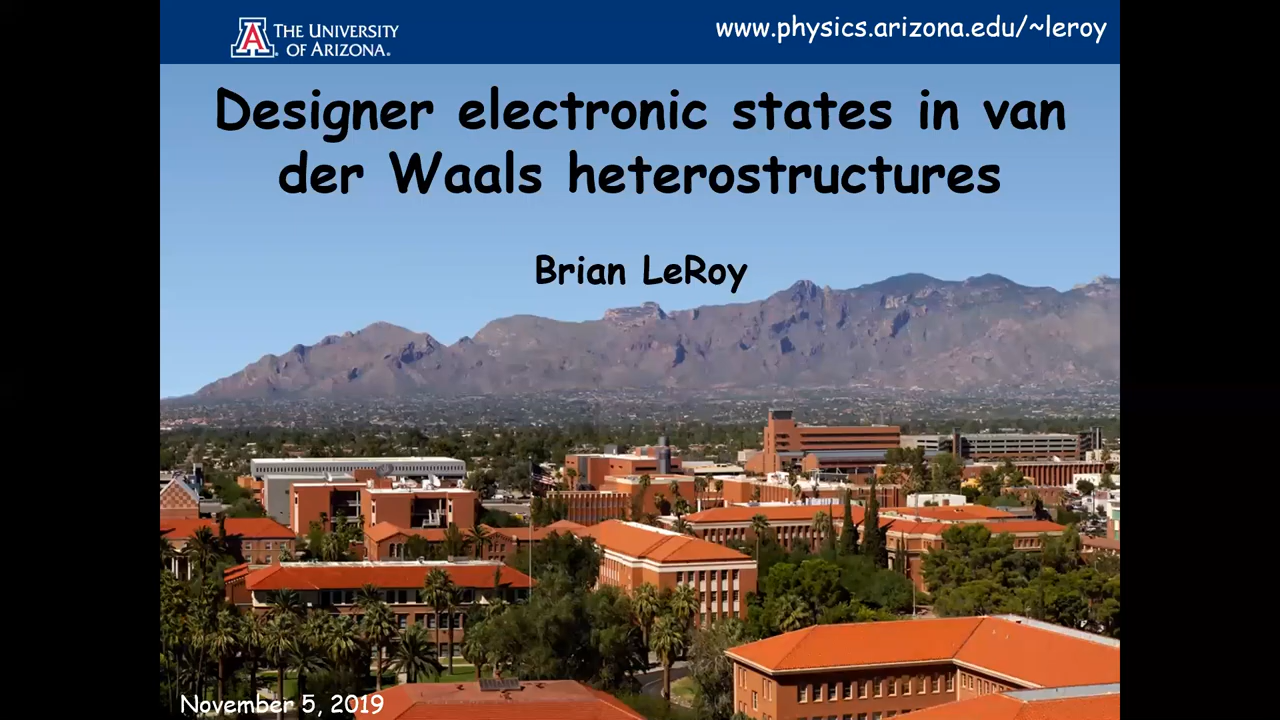 THE UNIVERSITY
OF ARIZONA.
www.physics.arizona.edu/~leroy
Designer electronic states in van
der Waals heterostructures
Brian LeRoy
November 5, 2019